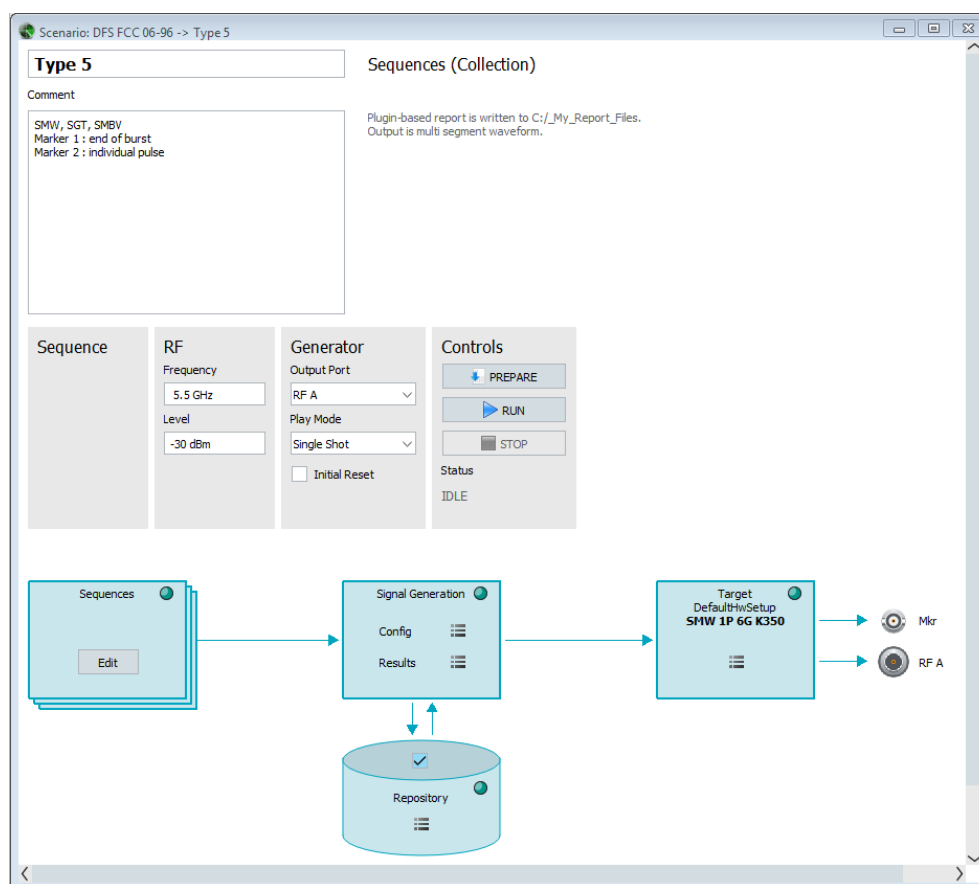 Scenario: DFS FCC 06-96 -> Type 5
Type 5
Sequences (Collection)
Comment
SMW, SGT, SMBV
Marker 1 : end of burst
Marker 2 : individual pulse
Plugin-based report is written to C:/_My_Report_Files.
Output is multi segment waveform.
Sequence
RF
Frequency
5.5 GHz
Level
-30 dBm
Generator
Output Port
RF A
Play Mode
Single Shot
Initial Reset
Controls
PREPARE
RUN
STOP
Status
IDLE
Sequences
Edit
Signal Generation
Config
Results
Target
DefaultHwSetup
SMW 1P 6G K350
Mkr
RF A
Repository